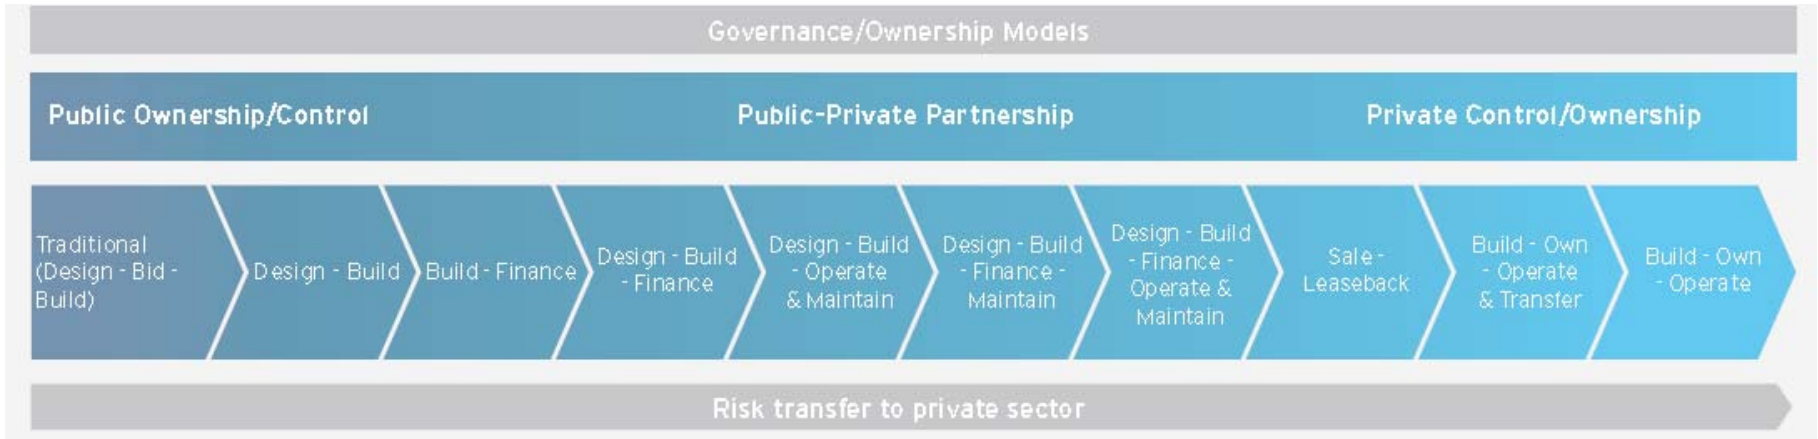 Governance/Ownership Models
Public Ownership/Control
Public-Private Partnership
Private Control/Ownership
Traditional
(Design - Bid -
Build)
Design - Build
Build - Finance
Design - Build
- Finance
Design - Build
- Operate
& Maintain
Design - Build
- Finance -
Maintain
Design - Build
- Finance -
Operate &
Maintain
Sale -
Leaseback
Build - Own
- Operate
& Transfer
Build - Own
- Operate
Risk transfer to private sector